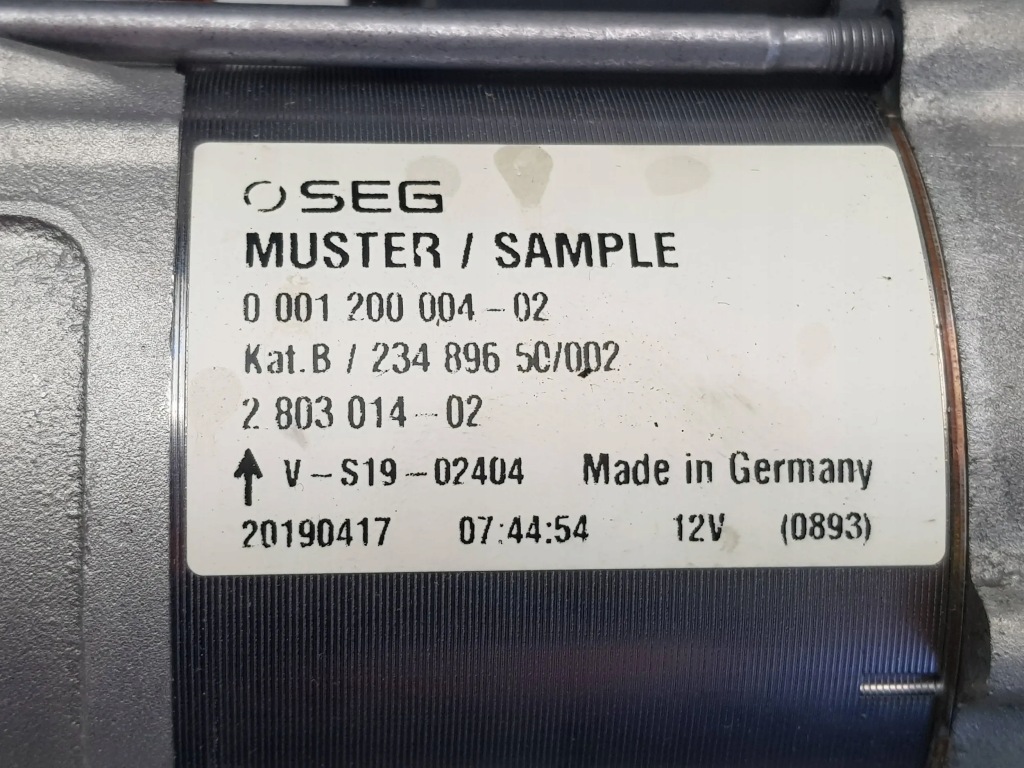 SEG
MUSTER / SAMPLE
0 001 200 004-02
Kat.B / 234 896 50/002
2 803 014-02
↑ V-S19-02404 Made in Germany
20190417 07:44:54 12V (0893)